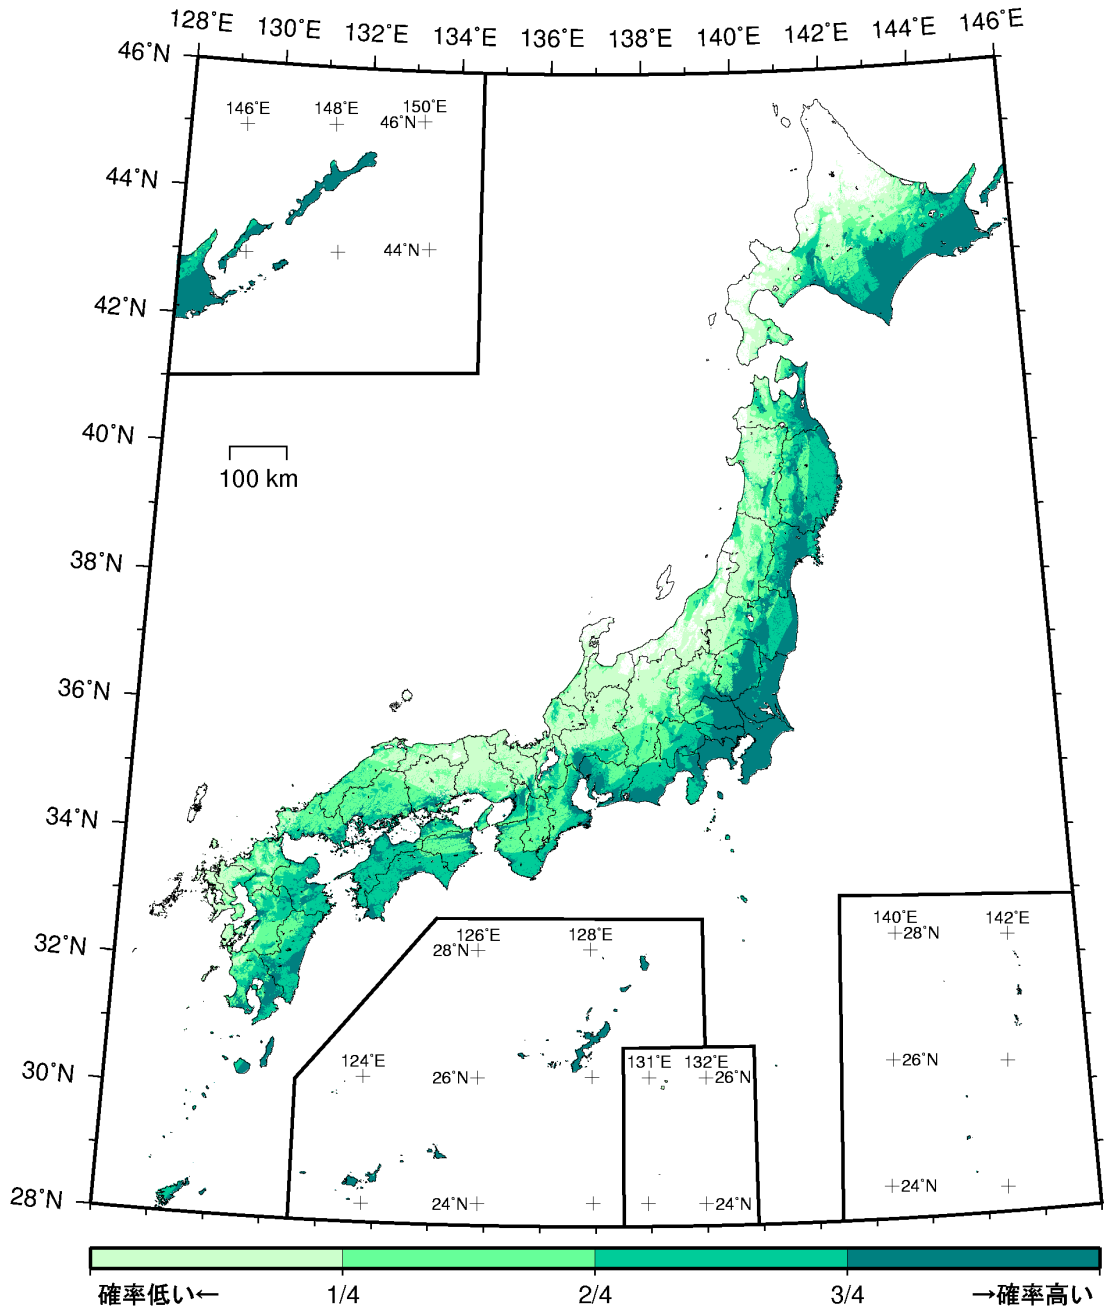 128°E 130°E 132°E 134°E 136°E 138°E 140°E 142°E 144°E 146°E
46°N
146°E 148°E 150°E
46°N
44°N
44°N
42°N
40°N
100 km
38°N
36°N
34°N
32°N
126°E 128°E
28°N
140°E 142°E
28°N
30°N
124°E
26°N
131°E 132°E
26°N
26°N
28°N
24°N
24°N
24°N
確率低い← 1/4 2/4 3/4 →確率高い